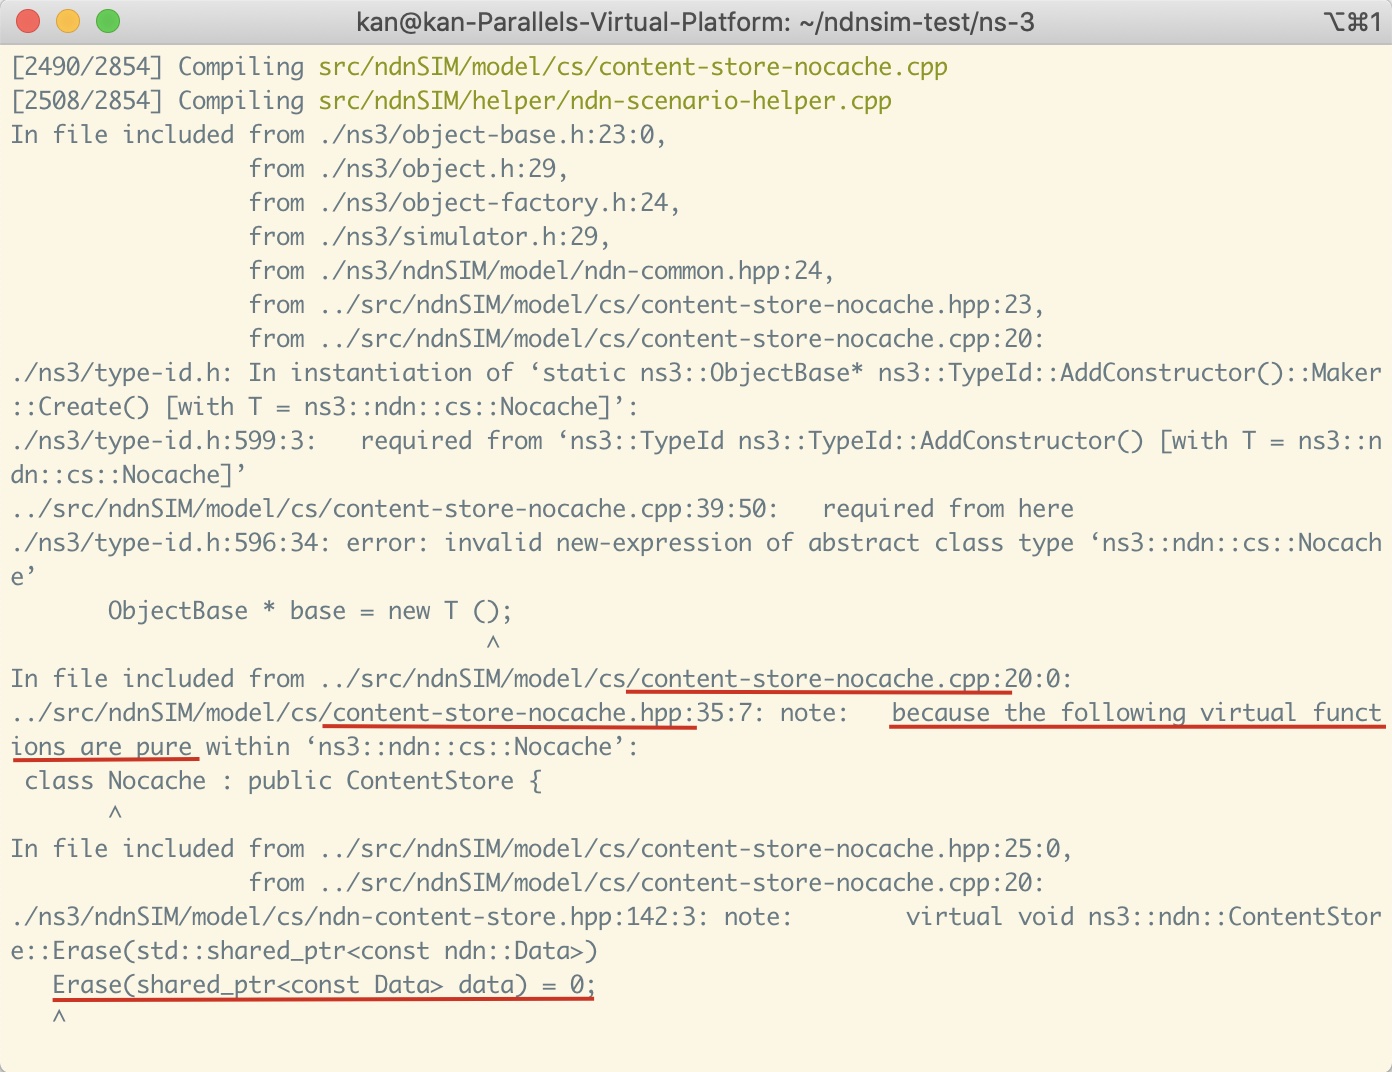 kan@kan-Parallels-Virtual-Platform: ~/ndnsim-test/ns-3
⌥⌘1
[2490/2854] Compiling src/ndnSIM/model/cs/content-store-nocache.cpp
[2508/2854] Compiling src/ndnSIM/helper/ndn-scenario-helper.cpp
In file included from ./ns3/object-base.h:23:0,
                 from ./ns3/object.h:29,
                 from ./ns3/object-factory.h:24,
                 from ./ns3/simulator.h:29,
                 from ./ns3/ndnSIM/model/ndn-common.hpp:24,
                 from ../src/ndnSIM/model/cs/content-store-nocache.hpp:23,
                 from ../src/ndnSIM/model/cs/content-store-nocache.cpp:20:
./ns3/type-id.h: In instantiation of ‘static ns3::ObjectBase* ns3::TypeId::AddConstructor()::Maker
::Create() [with T = ns3::ndn::cs::Nocache]’:
./ns3/type-id.h:599:3:   required from ‘ns3::TypeId ns3::TypeId::AddConstructor() [with T = ns3::n
dn::cs::Nocache]’
../src/ndnSIM/model/cs/content-store-nocache.cpp:39:50:   required from here
./ns3/type-id.h:596:34: error: invalid new-expression of abstract class type ‘ns3::ndn::cs::Nocach
e’
       ObjectBase * base = new T ();
                                  ^
In file included from ../src/ndnSIM/model/cs/content-store-nocache.cpp:20:0:
../src/ndnSIM/model/cs/content-store-nocache.hpp:35:7: note:   because the following virtual funct
ions are pure within ‘ns3::ndn::cs::Nocache’:
 class Nocache : public ContentStore {
       ^
In file included from ../src/ndnSIM/model/cs/content-store-nocache.hpp:25:0,
                 from ../src/ndnSIM/model/cs/content-store-nocache.cpp:20:
./ns3/ndnSIM/model/cs/ndn-content-store.hpp:142:3: note:        virtual void ns3::ndn::ContentStor
e::Erase(std::shared_ptr<const ndn::Data>)
   Erase(shared_ptr<const Data> data) = 0;
   ^